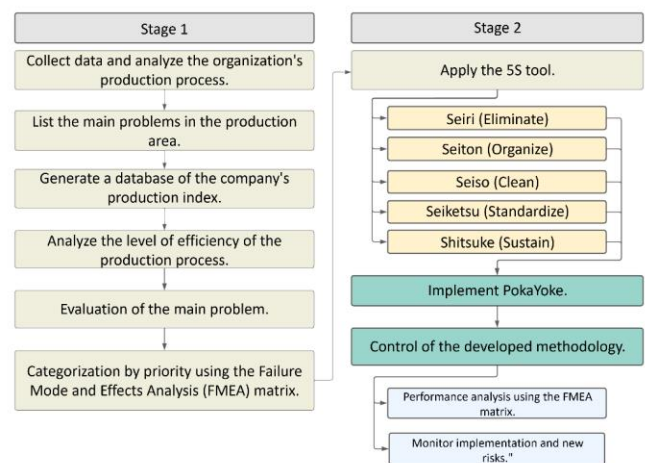 Stage 1
Collect data and analyze the organization's
production process.
List the main problems in the production
area.
Generate a database of the company's
production index.
Analyze the level of efficiency of the
production process.
Evaluation of the main problem.
Categorization by priority using the Failure
Mode and Effects Analysis (FMEA) matrix.
Stage 2
Apply the 5S tool.
Seiri (Eliminate)
Seiton (Organize)
Seiso (Clean)
Seiketsu (Standardize)
Shitsuke (Sustain)
Implement PokaYoke.
Control of the developed methodology.
Performance analysis using the FMEA
matrix.
Monitor implementation and new
risks."